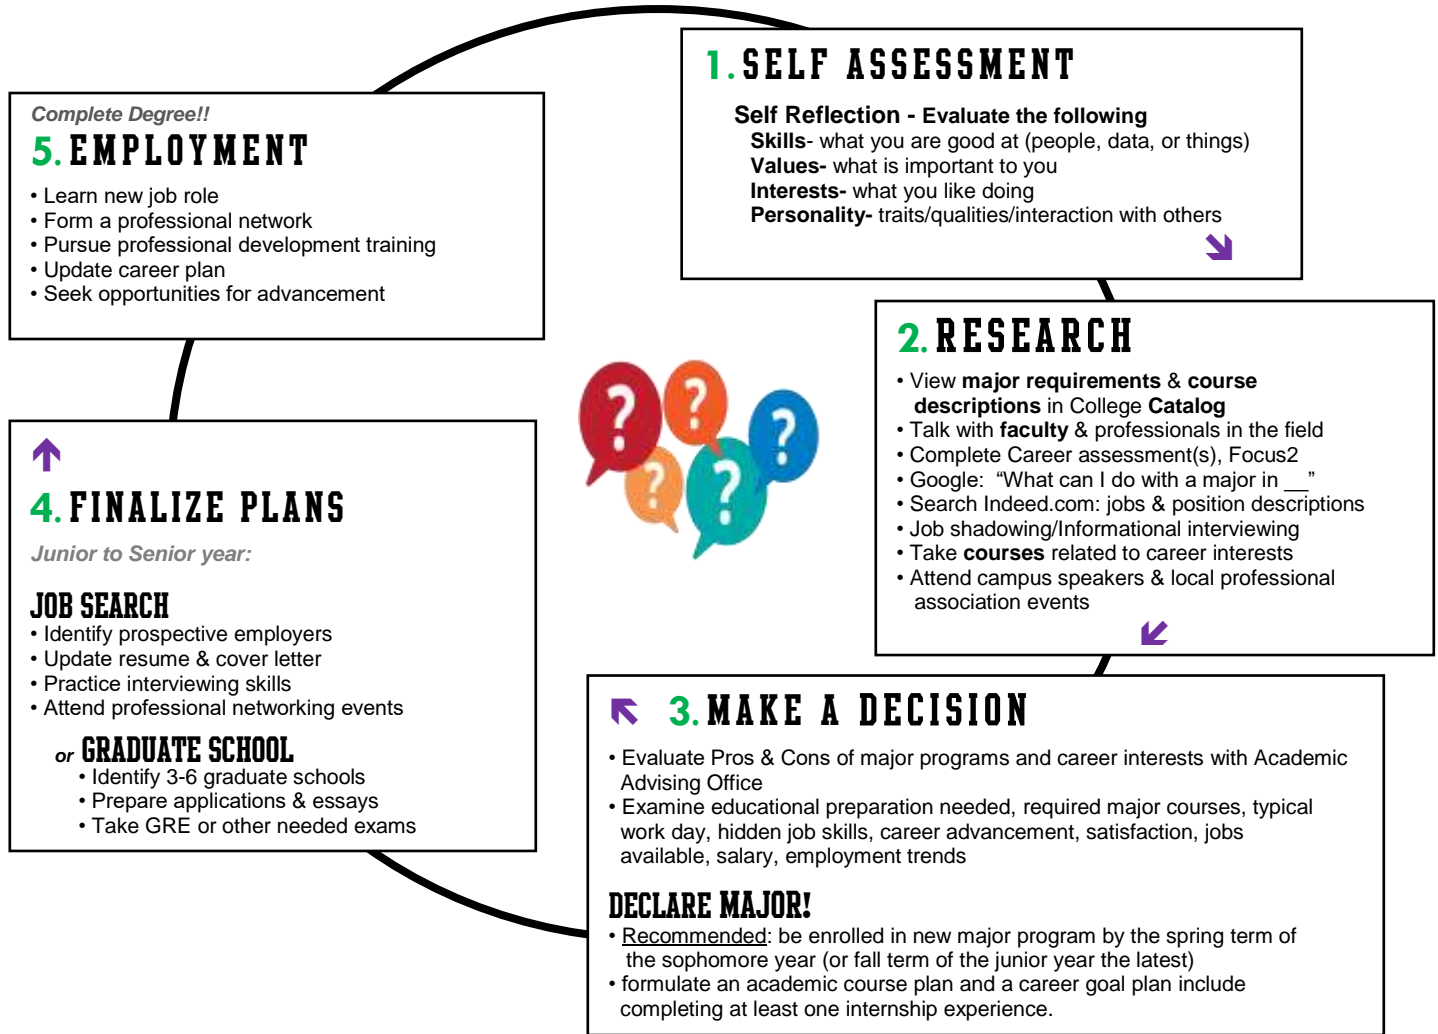 1. SELF ASSESSMENT
Self Reflection - Evaluate the following
Skills- what you are good at (people, data, or things)
Values- what is important to you
Interests- what you like doing
Personality- traits/qualities/interaction with others
2. RESEARCH
• View major requirements & course
descriptions in College Catalog
• Talk with faculty & professionals in the field
• Complete Career assessment(s), Focus2
• Google: “What can I do with a major in __”
• Search Indeed.com: jobs & position descriptions
• Job shadowing/Informational interviewing
• Take courses related to career interests
• Attend campus speakers & local professional
association events
3. MAKE A DECISION
• Evaluate Pros & Cons of major programs and career interests with Academic
Advising Office
• Examine educational preparation needed, required major courses, typical
work day, hidden job skills, career advancement, satisfaction, jobs
available, salary, employment trends
DECLARE MAJOR!
• Recommended: be enrolled in new major program by the spring term of
the sophomore year (or fall term of the junior year the latest)
• formulate an academic course plan and a career goal plan include
completing at least one internship experience.
4. FINALIZE PLANS
Junior to Senior year:
JOB SEARCH
• Identify prospective employers
• Update resume & cover letter
• Practice interviewing skills
• Attend professional networking events
or GRADUATE SCHOOL
• Identify 3-6 graduate schools
• Prepare applications & essays
• Take GRE or other needed exams
Complete Degree!!
5. EMPLOYMENT
• Learn new job role
• Form a professional network
• Pursue professional development training
• Update career plan
• Seek opportunities for advancement
? ? ? ? ?